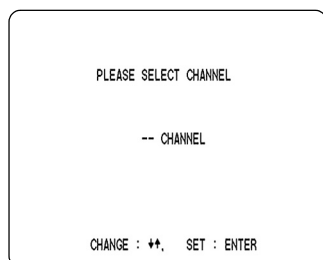 PLEASE SELECT CHANNEL
-- CHANNEL
CHANGE : ↓↑, SET : ENTER